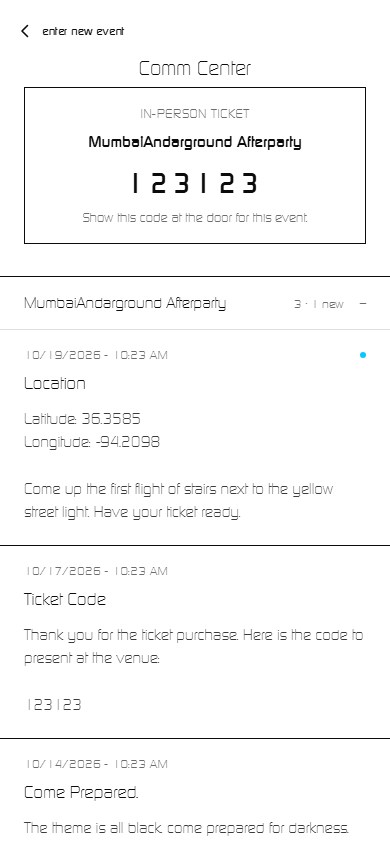 enter new event
Comm Center
IN-PERSON TICKET
MumbaiAndarground Afterparty
123123
Show this code at the door for this event
MumbaiAndarground Afterparty
3 · 1 new –
10/19/2026 - 10:23 AM
Location
Latitude: 36.3585
Longitude: -94.2098
Come up the first flight of stairs next to the yellow
street light. Have your ticket ready.
10/17/2026 - 10:23 AM
Ticket Code
Thank you for the ticket purchase. Here is the code to
present at the venue:
123123
10/14/2026 - 10:23 AM
Come Prepared.
The theme is all black. come prepared for darkness.